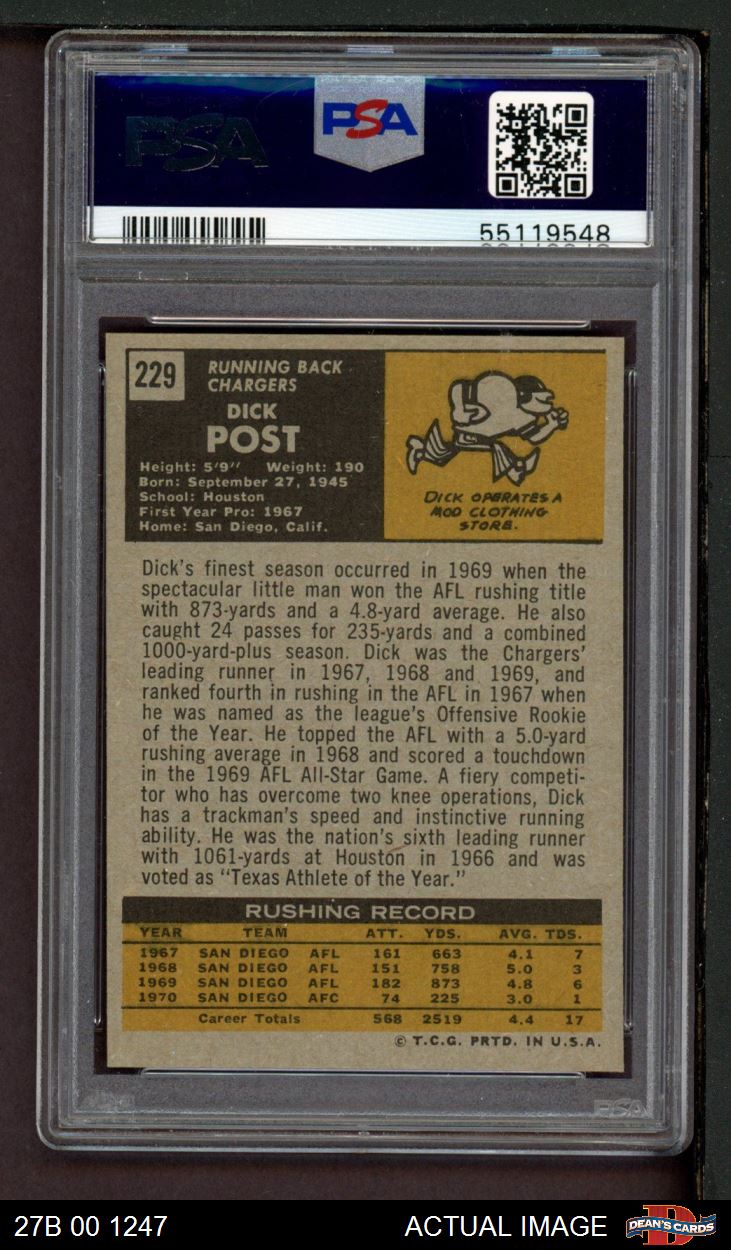 PSA
PSA
55119548
229
RUNNING BACK
CHARGERS
DICK
POST
Height: 5'9" Weight: 190
Born: September 27, 1945
School: Houston
First Year Pro: 1967
Home: San Diego, Calif.
DICK OPERATES A
MOD CLOTHING
STORE.
Dick's finest season occurred in 1969 when the
spectacular little man won the AFL rushing title
with 873-yards and a 4.8-yard average. He also
caught 24 passes for 235-yards and a combined
1000-yard-plus season. Dick was the Chargers'
leading runner in 1967, 1968 and 1969, and
ranked fourth in rushing in the AFL in 1967 when
he was named as the league's Offensive Rookie
of the Year. He topped the AFL with a 5.0-yard
rushing average in 1968 and scored a touchdown
in the 1969 AFL All-Star Game. A fiery competi-
tor who has overcome two knee operations, Dick
has a trackman's speed and instinctive running
ability. He was the nation's sixth leading runner
with 1061-yards at Houston in 1966 and was
voted as "Texas Athlete of the Year."
RUSHING RECORD
YEAR TEAM ATT. YDS. AVG. TDS.
1967 SAN DIEGO AFL 161 663 4.1 7
1968 SAN DIEGO AFL 151 758 5.0 3
1969 SAN DIEGO AFL 182 873 4.8 6
1970 SAN DIEGO AFC 74 225 3.0 1
Career Totals 568 2519 4.4 17
© T.C.G. PRTD. IN U.S.A.
PSA
27B 00 1247 ACTUAL IMAGE DEAN'S CARDS